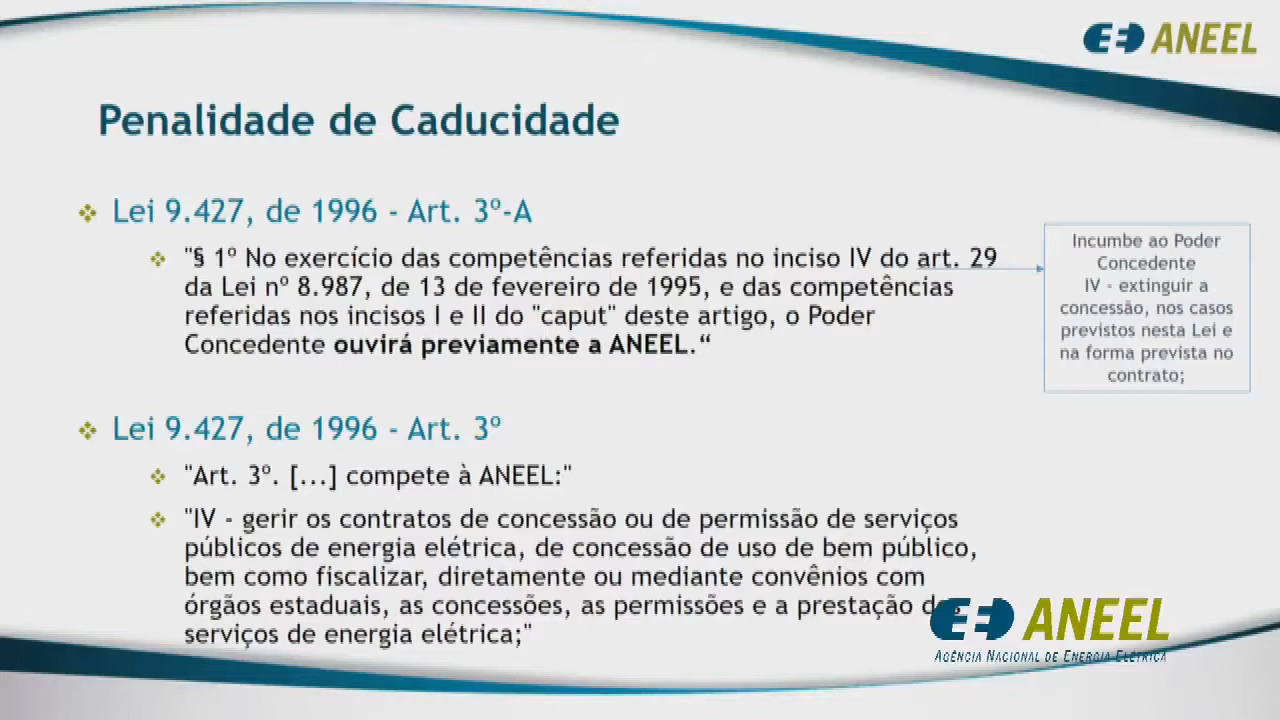 ANEEL
Penalidade de Caducidade
Lei 9.427, de 1996 - Art. 3º-A
"§ 1º No exercício das competências referidas no inciso IV do art. 29
da Lei nº 8.987, de 13 de fevereiro de 1995, e das competências
referidas nos incisos I e II do "caput" deste artigo, o Poder
Concedente ouvirá previamente a ANEEL.“
Incumbe ao Poder
Concedente
IV - extinguir a
concessão, nos casos
previstos nesta Lei e
na forma prevista no
contrato;
Lei 9.427, de 1996 - Art. 3º
"Art. 3º. [...] compete à ANEEL:"
"IV - gerir os contratos de concessão ou de permissão de serviços
públicos de energia elétrica, de concessão de uso de bem público,
bem como fiscalizar, diretamente ou mediante convênios com
órgãos estaduais, as concessões, as permissões e a prestação dos
serviços de energia elétrica;"
ANEEL
AGÊNCIA NACIONAL DE ENERGIA ELÉTRICA